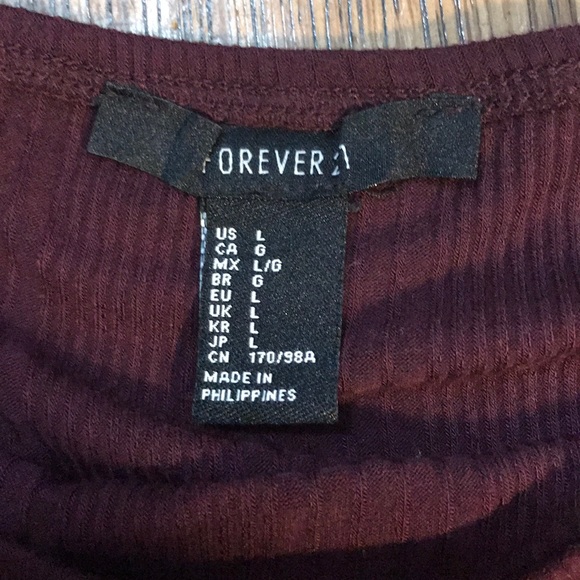 FOREVER 21
US L
CA G
MX L/G
BR G
EU L
UK L
KR L
JP L
CN 170/98A
MADE IN
PHILIPPINES